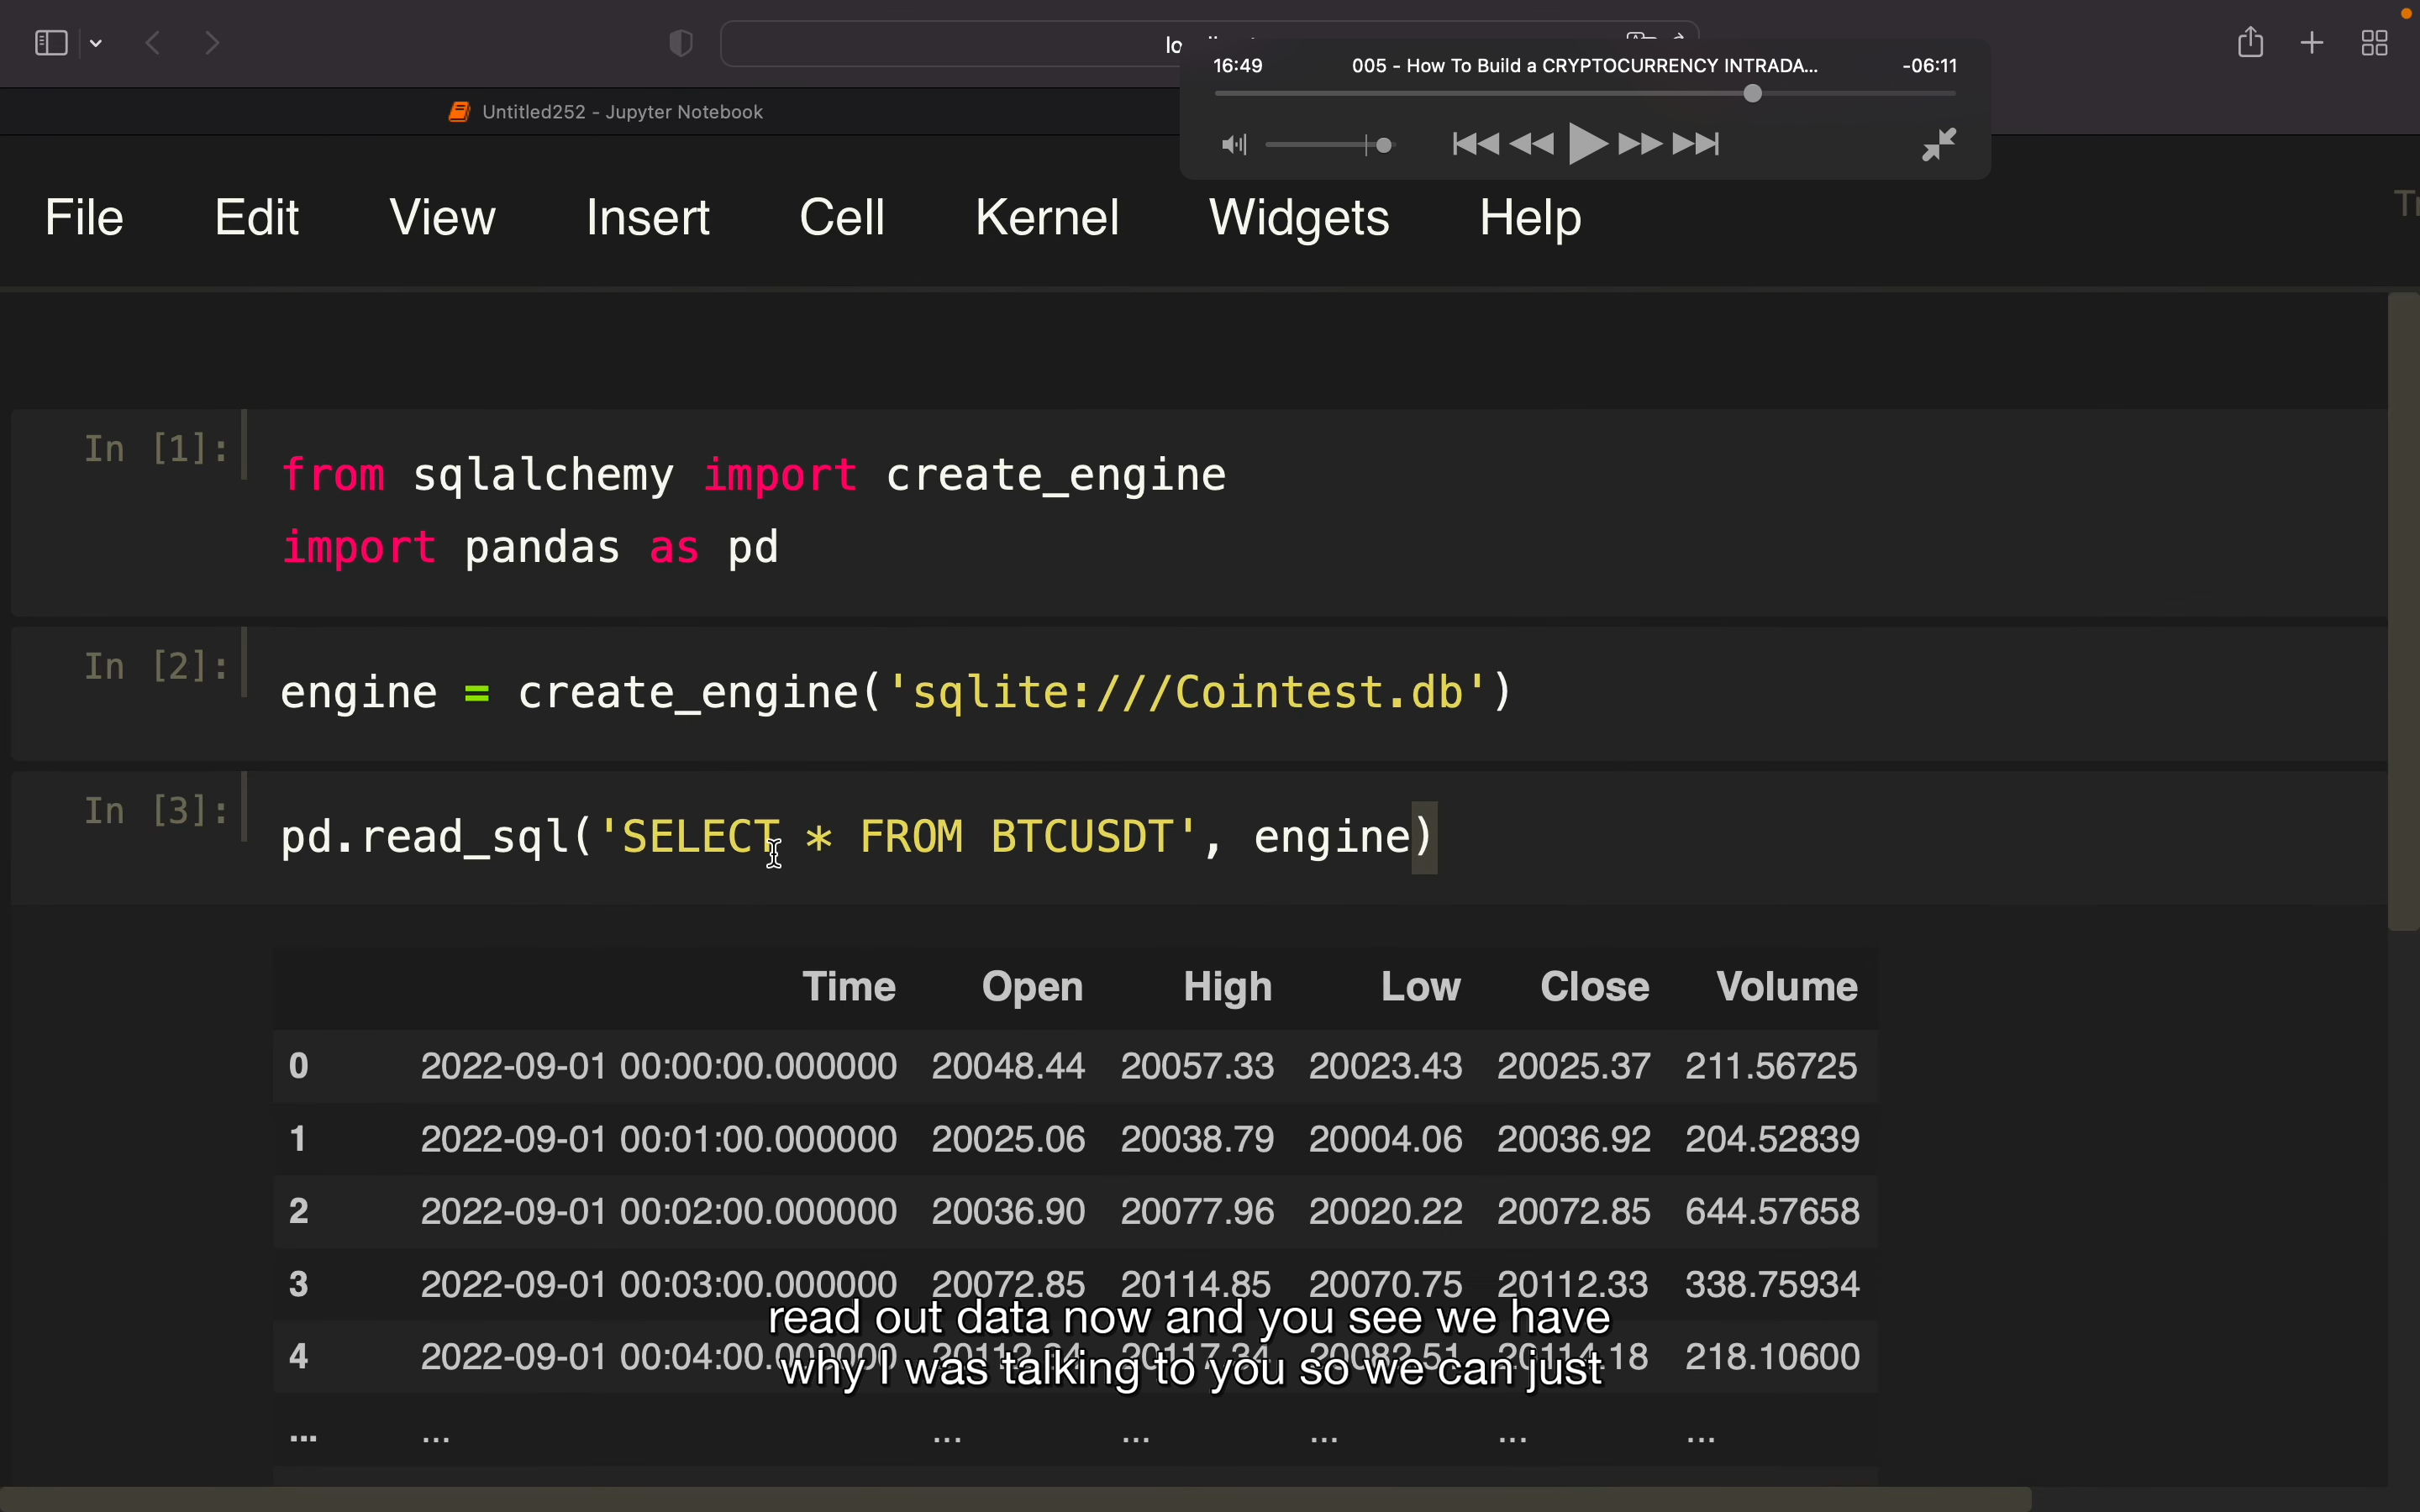 16:49 005 - How To Build a CRYPTOCURRENCY INTRADA... -06:11
Untitled252 - Jupyter Notebook
File Edit View Insert Cell Kernel Widgets Help
In [1]:
from sqlalchemy import create_engine
import pandas as pd
In [2]:
engine = create_engine('sqlite:///Cointest.db')
In [3]:
pd.read_sql('SELECT * FROM BTCUSDT', engine)
Time Open High Low Close Volume
0 2022-09-01 00:00:00.000000 20048.44 20057.33 20023.43 20025.37 211.56725
1 2022-09-01 00:01:00.000000 20025.06 20038.79 20004.06 20036.92 204.52839
2 2022-09-01 00:02:00.000000 20036.90 20077.96 20020.22 20072.85 644.57658
3 2022-09-01 00:03:00.000000 20072.85 20114.85 20070.75 20112.33 338.75934
4 2022-09-01 00:04:00.000000 20117.34 20082.51 20114.18 218.10600
... ... ... ... ... ... ...
read out data now and you see we have
why I was talking to you so we can just